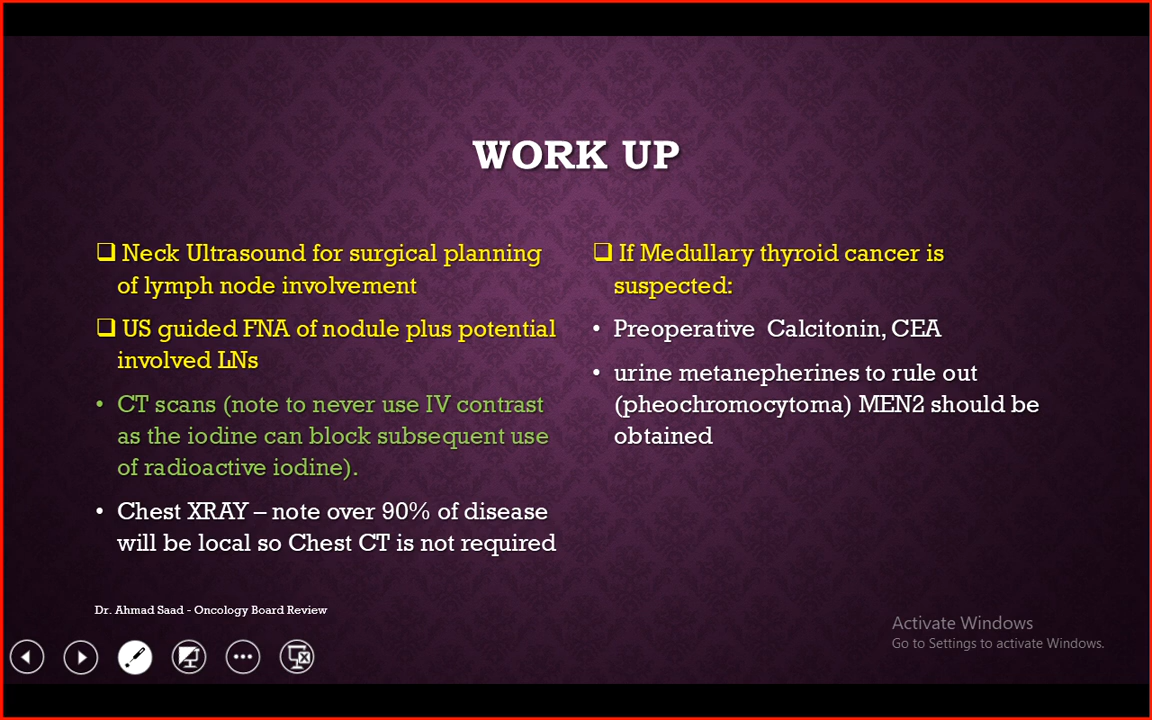 WORK UP
Neck Ultrasound for surgical planning
of lymph node involvement
US guided FNA of nodule plus potential
involved LNs
• CT scans (note to never use IV contrast
as the iodine can block subsequent use
of radioactive iodine).
• Chest XRAY – note over 90% of disease
will be local so Chest CT is not required
If Medullary thyroid cancer is
suspected:
• Preoperative Calcitonin, CEA
• urine metanepherines to rule out
(pheochromocytoma) MEN2 should be
obtained
Dr. Ahmad Saad - Oncology Board Review
Activate Windows
Go to Settings to activate Windows.